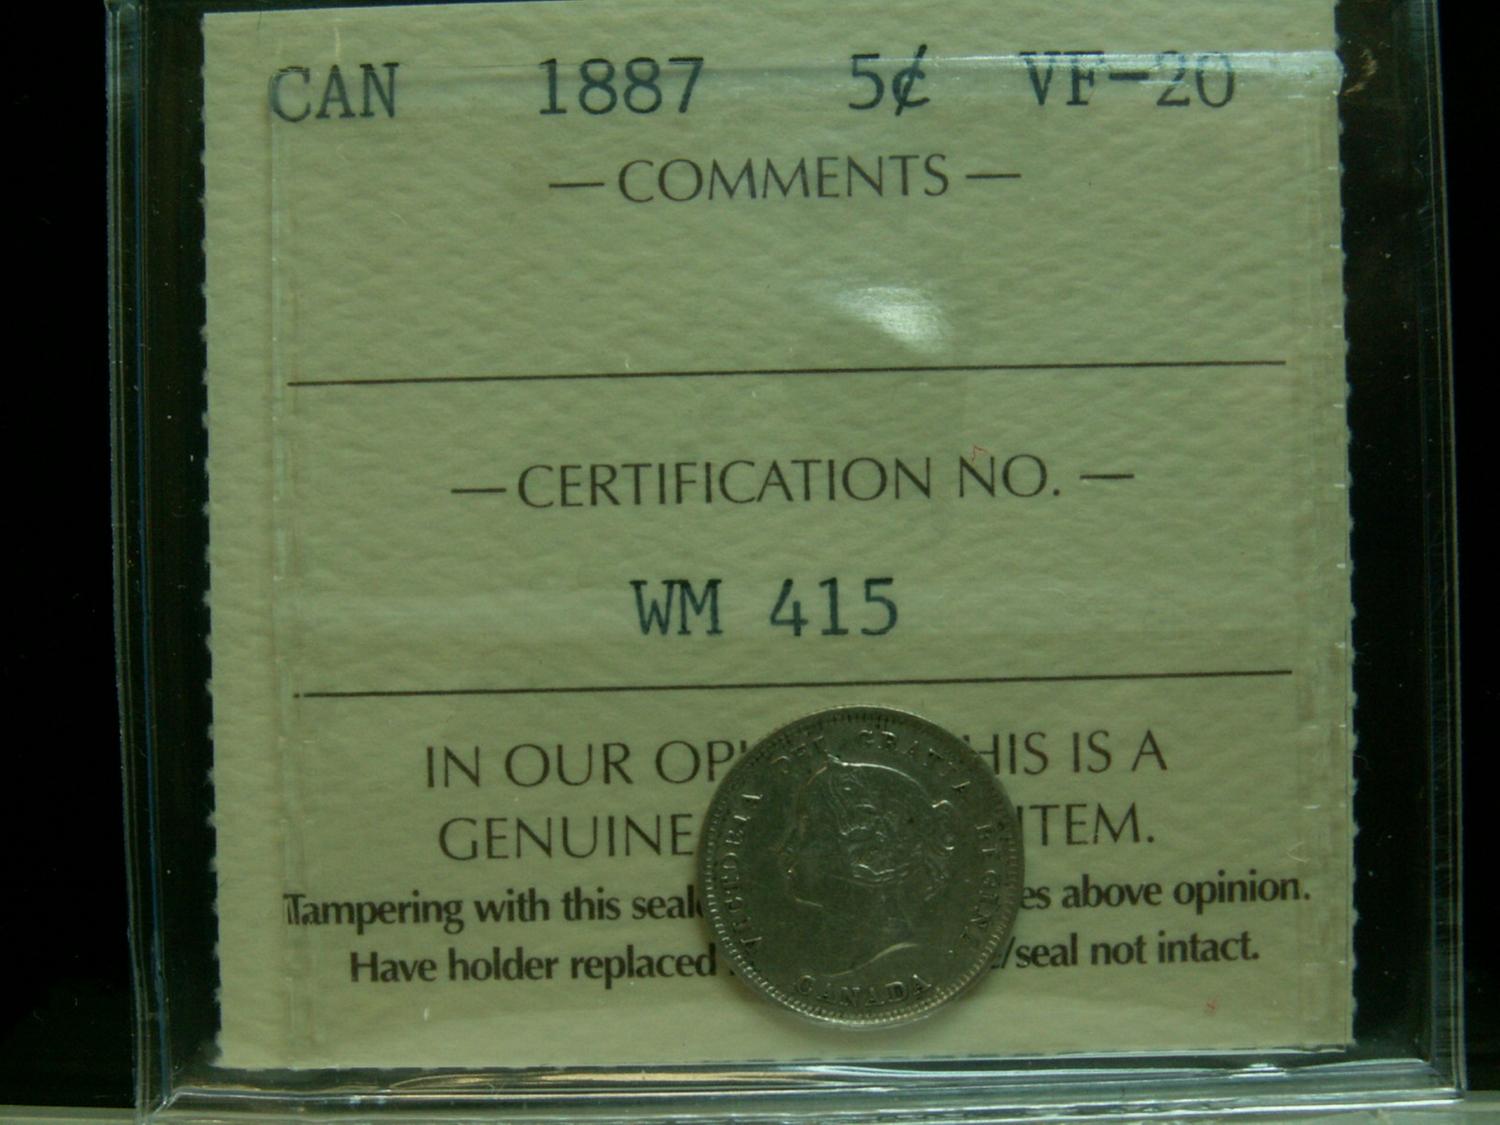 CAN 1887 5¢ VF-20
— COMMENTS —
— CERTIFICATION NO. —
WM 415
IN OUR OPI HIS IS A
GENUINE ITEM.
Tampering with this seal es above opinion.
Have holder replaced /seal not intact.
VICTORIA DEI GRATIA REGINA.
CANADA